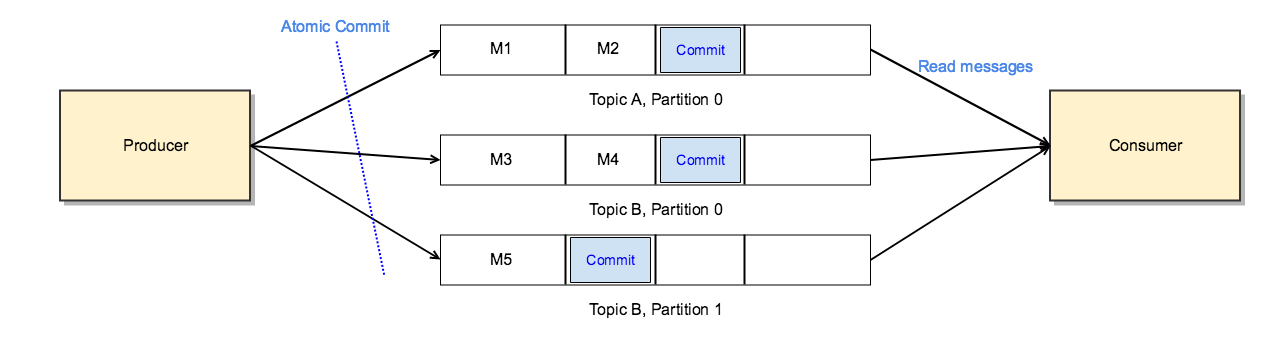 Atomic Commit
M1
M2
Commit
Read messages
Topic A, Partition 0
Producer
M3
M4
Commit
Consumer
Topic B, Partition 0
M5
Commit
Topic B, Partition 1